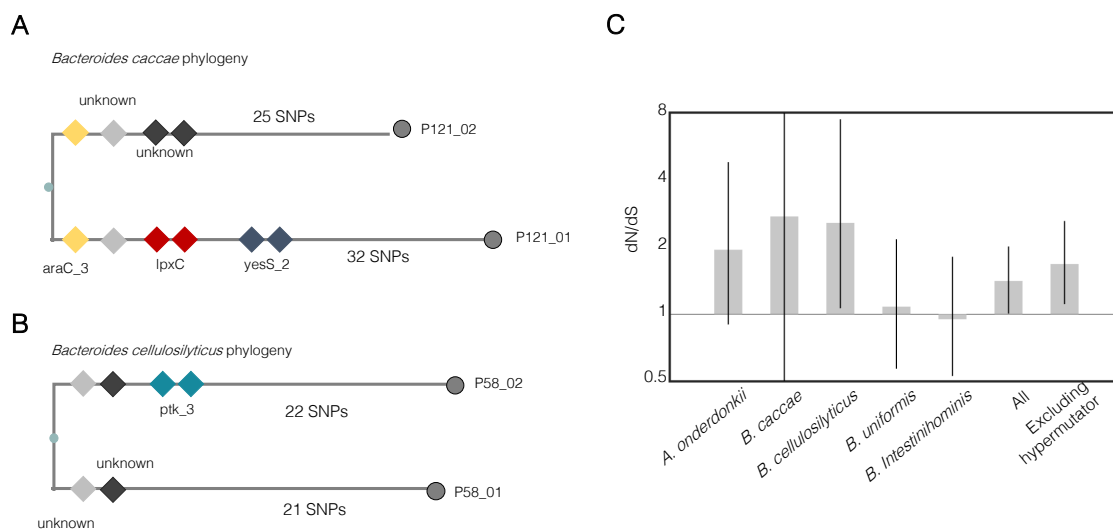 A
Bacteroides caccae phylogeny
unknown
25 SNPs
P121_02
unknown
P121_01
32 SNPs
araC_3
lpxC
yesS_2
B
Bacteroides cellulosilyticus phylogeny
P58_02
ptk_3
22 SNPs
unknown
P58_01
21 SNPs
unknown
C
8
4
2
1
0.5
dN/dS
A. onderdonkii
B. caccae
B. cellulosilyticus
B. uniformis
B. Intestinihominis
All
Excluding
hypermutator